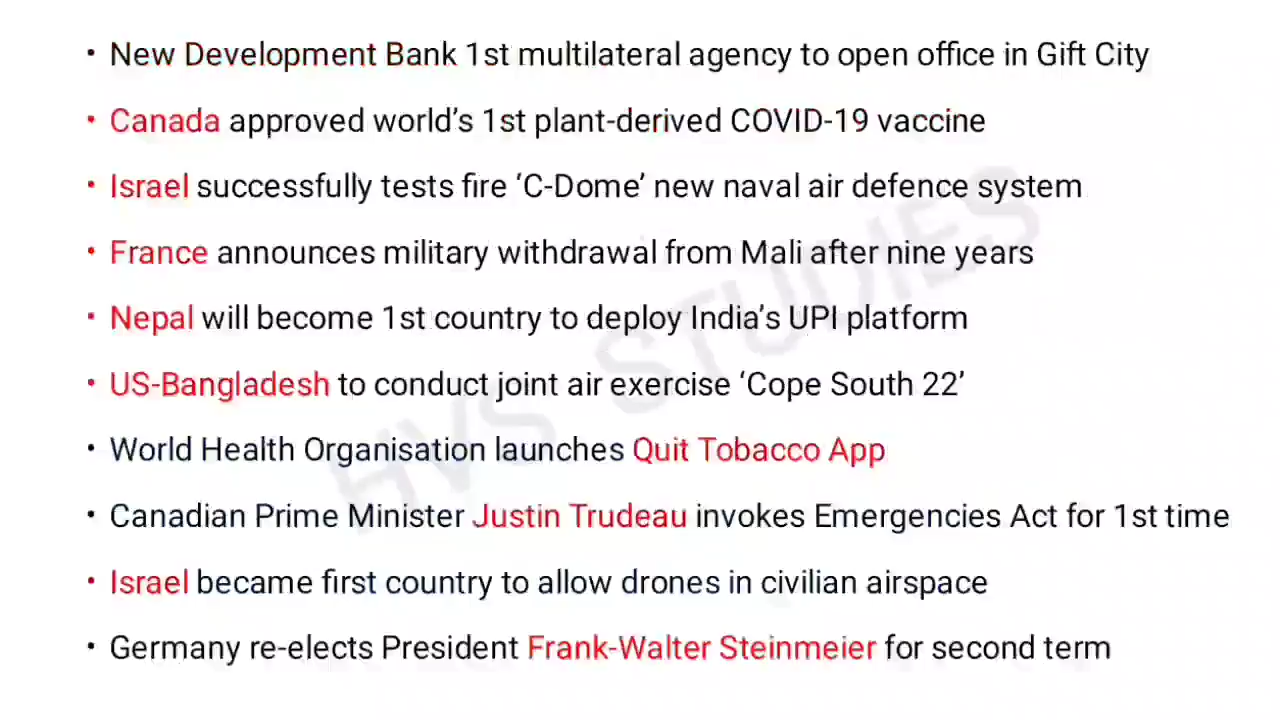 • New Development Bank 1st multilateral agency to open office in Gift City
• Canada approved world's 1st plant-derived COVID-19 vaccine
• Israel successfully tests fire 'C-Dome' new naval air defence system
• France announces military withdrawal from Mali after nine years
• Nepal will become 1st country to deploy India's UPI platform
• US-Bangladesh to conduct joint air exercise 'Cope South 22'
• World Health Organisation launches Quit Tobacco App
• Canadian Prime Minister Justin Trudeau invokes Emergencies Act for 1st time
• Israel became first country to allow drones in civilian airspace
• Germany re-elects President Frank-Walter Steinmeier for second term
HVS STUDIES